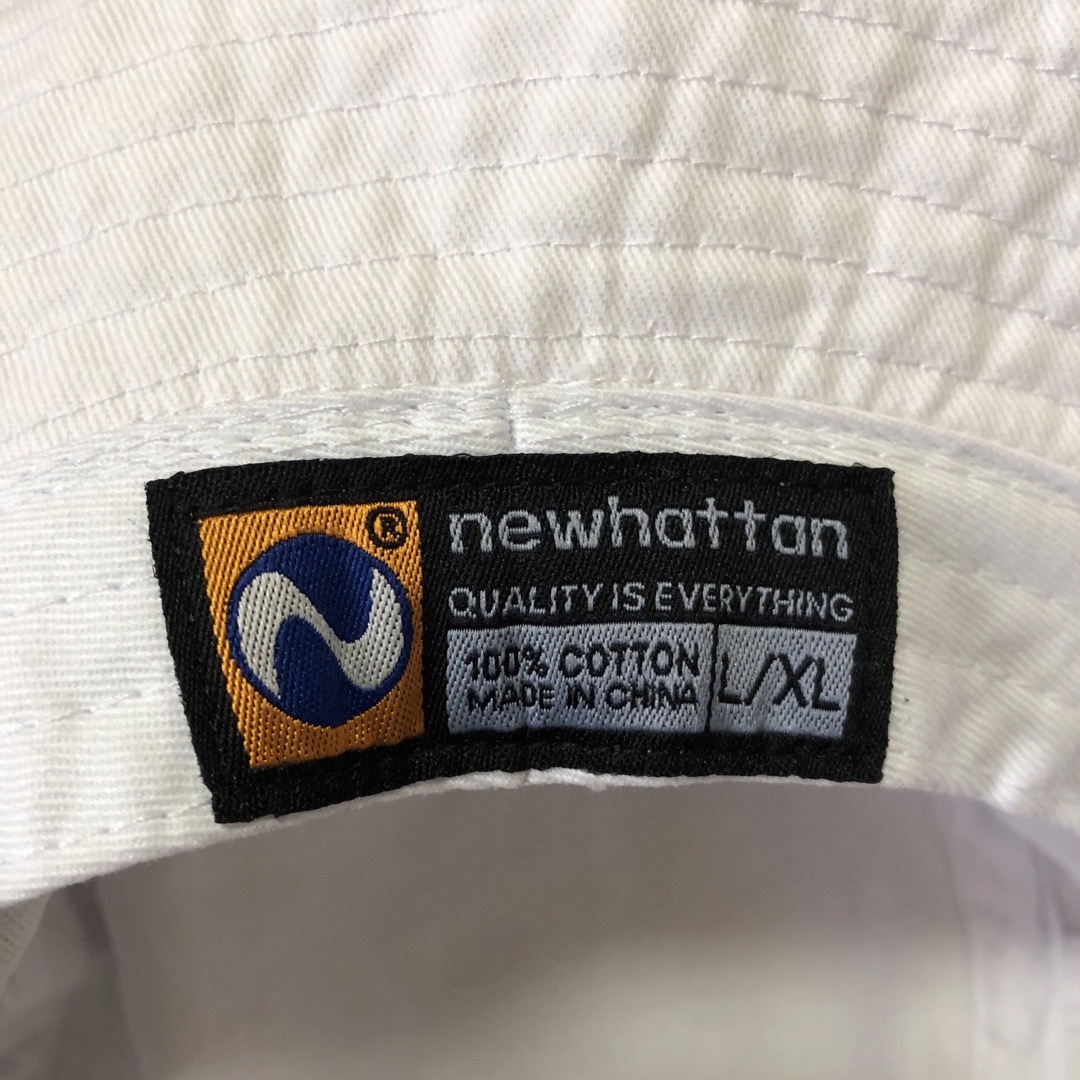 ®
newhattan
QUALITY IS EVERYTHING
100% COTTON
MADE IN CHINA
L/XL